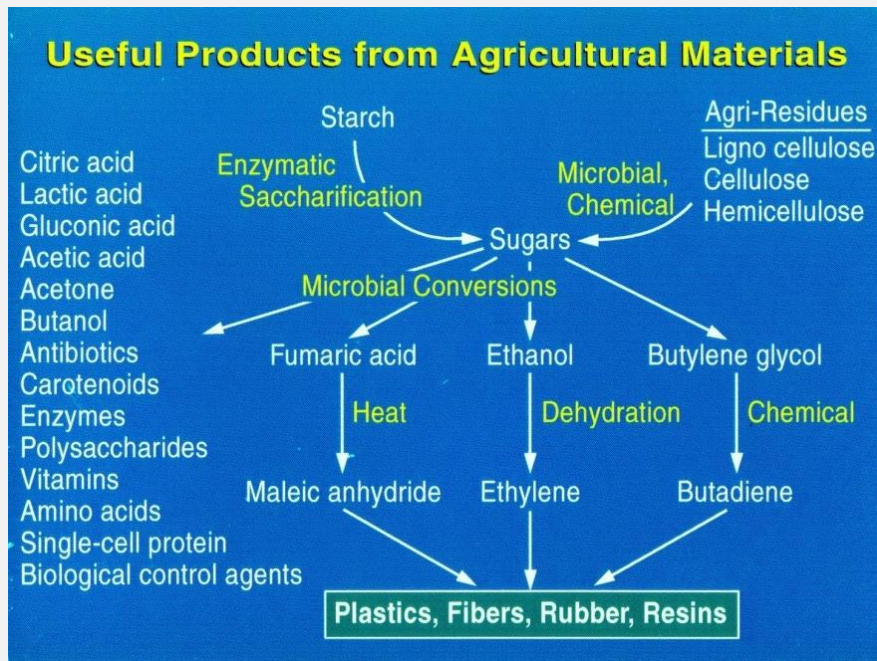 Useful Products from Agricultural Materials
Starch
Agri-Residues
Ligno cellulose
Cellulose
Hemicellulose
Enzymatic
Saccharification
Microbial,
Chemical
Sugars
Microbial Conversions
Citric acid
Lactic acid
Gluconic acid
Acetic acid
Acetone
Butanol
Antibiotics
Carotenoids
Enzymes
Polysaccharides
Vitamins
Amino acids
Single-cell protein
Biological control agents
Fumaric acid
Ethanol
Butylene glycol
Heat
Dehydration
Chemical
Maleic anhydride
Ethylene
Butadiene
Plastics, Fibers, Rubber, Resins